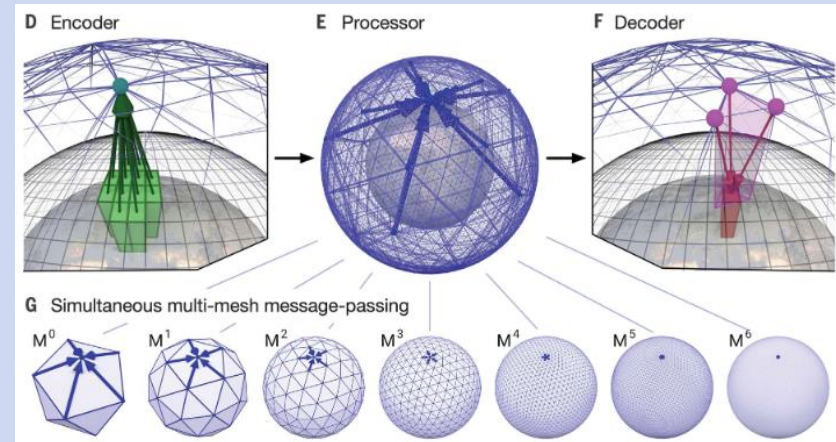 D Encoder
E Processor
F Decoder
G Simultaneous multi-mesh message-passing
M⁰ M¹ M² M³ M⁴ M⁵ M⁶